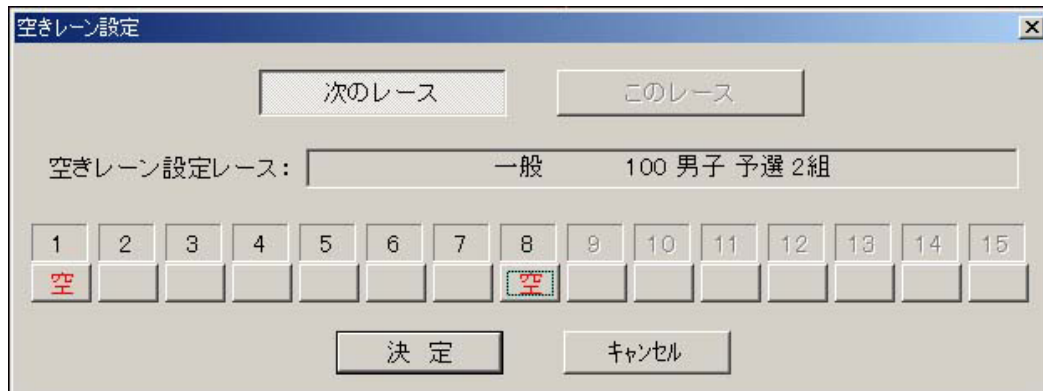 空きレーン設定
次のレース このレース
空きレーン設定レース: 一般 100 男子 予選 2組
1 2 3 4 5 6 7 8 9 10 11 12 13 14 15
空 空
決 定 キャンセル